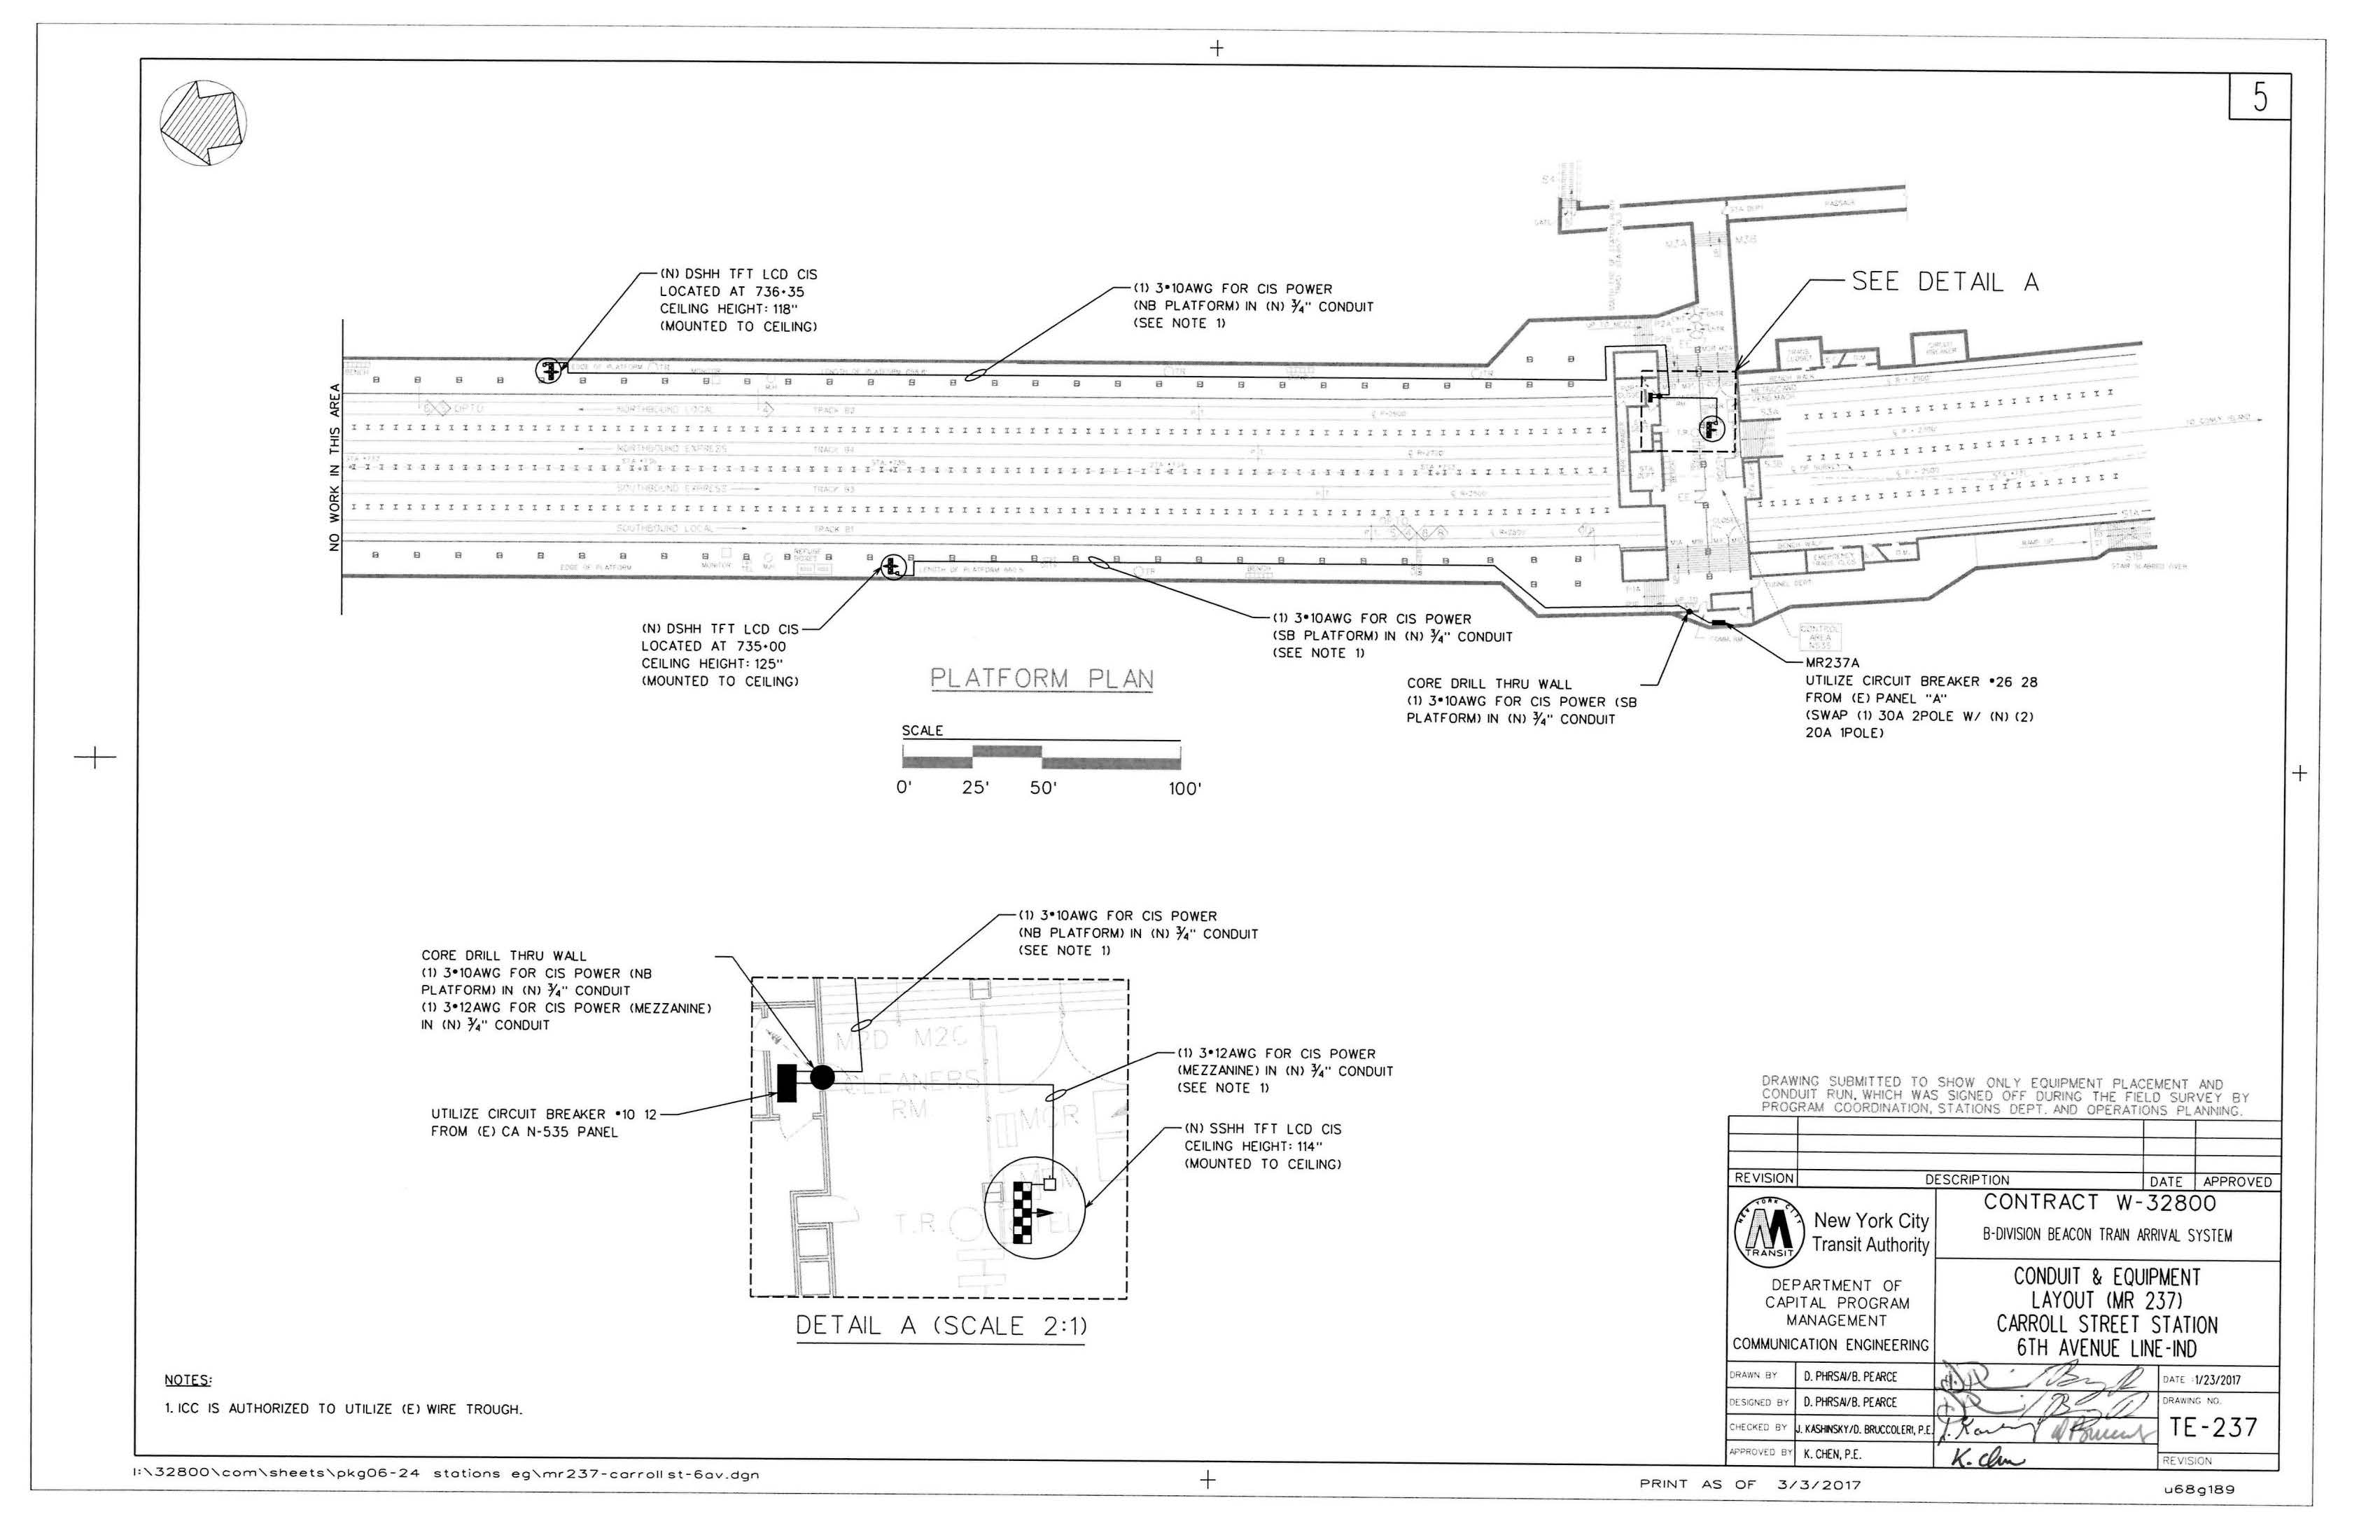 5
(N) DSHH TFT LCD CIS
LOCATED AT 736+35
CEILING HEIGHT: 118"
(MOUNTED TO CEILING)
(1) 3#10AWG FOR CIS POWER
(NB PLATFORM) IN (N) ¾" CONDUIT
(SEE NOTE 1)
SEE DETAIL A
NO WORK IN THIS AREA
NORTHBOUND LOCAL
TRACK B2
NORTHBOUND EXPRESS
TRACK B4
SOUTHBOUND EXPRESS
TRACK B3
SOUTHBOUND LOCAL
TRACK B1
EDGE OF PLATFORM
MONITOR
(N) DSHH TFT LCD CIS
LOCATED AT 735+00
CEILING HEIGHT: 125"
(MOUNTED TO CEILING)
(1) 3#10AWG FOR CIS POWER
(SB PLATFORM) IN (N) ¾" CONDUIT
(SEE NOTE 1)
CONTROL
AREA
N535
CORE DRILL THRU WALL
(1) 3#10AWG FOR CIS POWER (SB
PLATFORM) IN (N) ¾" CONDUIT
MR237A
UTILIZE CIRCUIT BREAKER #26 28
FROM (E) PANEL "A"
(SWAP (1) 30A 2POLE W/ (N) (2)
20A 1POLE)
PLATFORM PLAN
SCALE
0' 25' 50' 100'
CORE DRILL THRU WALL
(1) 3#10AWG FOR CIS POWER (NB
PLATFORM) IN (N) ¾" CONDUIT
(1) 3#12AWG FOR CIS POWER (MEZZANINE)
IN (N) ¾" CONDUIT
(1) 3#10AWG FOR CIS POWER
(NB PLATFORM) IN (N) ¾" CONDUIT
(SEE NOTE 1)
UTILIZE CIRCUIT BREAKER #10 12
FROM (E) CA N-535 PANEL
M2D M2C
CLEANERS
RM
T.R.
(1) 3#12AWG FOR CIS POWER
(MEZZANINE) IN (N) ¾" CONDUIT
(SEE NOTE 1)
(N) SSHH TFT LCD CIS
CEILING HEIGHT: 114"
(MOUNTED TO CEILING)
DETAIL A (SCALE 2:1)
NOTES:
1. ICC IS AUTHORIZED TO UTILIZE (E) WIRE TROUGH.
DRAWING SUBMITTED TO SHOW ONLY EQUIPMENT PLACEMENT AND
CONDUIT RUN, WHICH WAS SIGNED OFF DURING THE FIELD SURVEY BY
PROGRAM COORDINATION, STATIONS DEPT. AND OPERATIONS PLANNING.
REVISION DESCRIPTION DATE APPROVED
NEW YORK CITY
TRANSIT
New York City
Transit Authority
DEPARTMENT OF
CAPITAL PROGRAM
MANAGEMENT
COMMUNICATION ENGINEERING
CONTRACT W-32800
B-DIVISION BEACON TRAIN ARRIVAL SYSTEM
CONDUIT & EQUIPMENT
LAYOUT (MR 237)
CARROLL STREET STATION
6TH AVENUE LINE-IND
DRAWN BY D. PHRSAI/B. PEARCE
DESIGNED BY D. PHRSAI/B. PEARCE
CHECKED BY J. KASHINSKY/D. BRUCCOLERI, P.E.
APPROVED BY K. CHEN, P.E.
K. Chen
DATE 1/23/2017
DRAWING NO.
TE-237
REVISION
I:\32800\com\sheets\pkg06-24 stations eg\mr237-carroll st-6av.dgn
PRINT AS OF 3/3/2017
u68g189